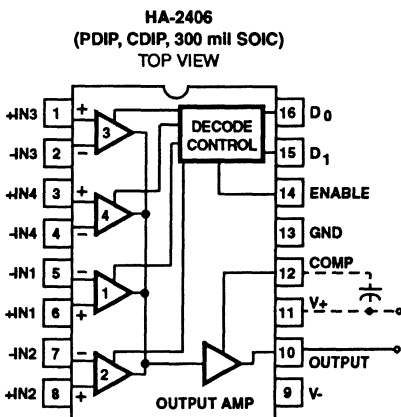 HA-2406
(PDIP, CDIP, 300 mil SOIC)
TOP VIEW
+IN3 1 + 3 DECODE CONTROL 16 D0
-IN3 2 − 15 D1
+IN4 3 + 4 14 ENABLE
-IN4 4 − 13 GND
-IN1 5 − 1 12 COMP
+IN1 6 + 11 V+
-IN2 7 − 2 10 OUTPUT
+IN2 8 + OUTPUT AMP 9 V-